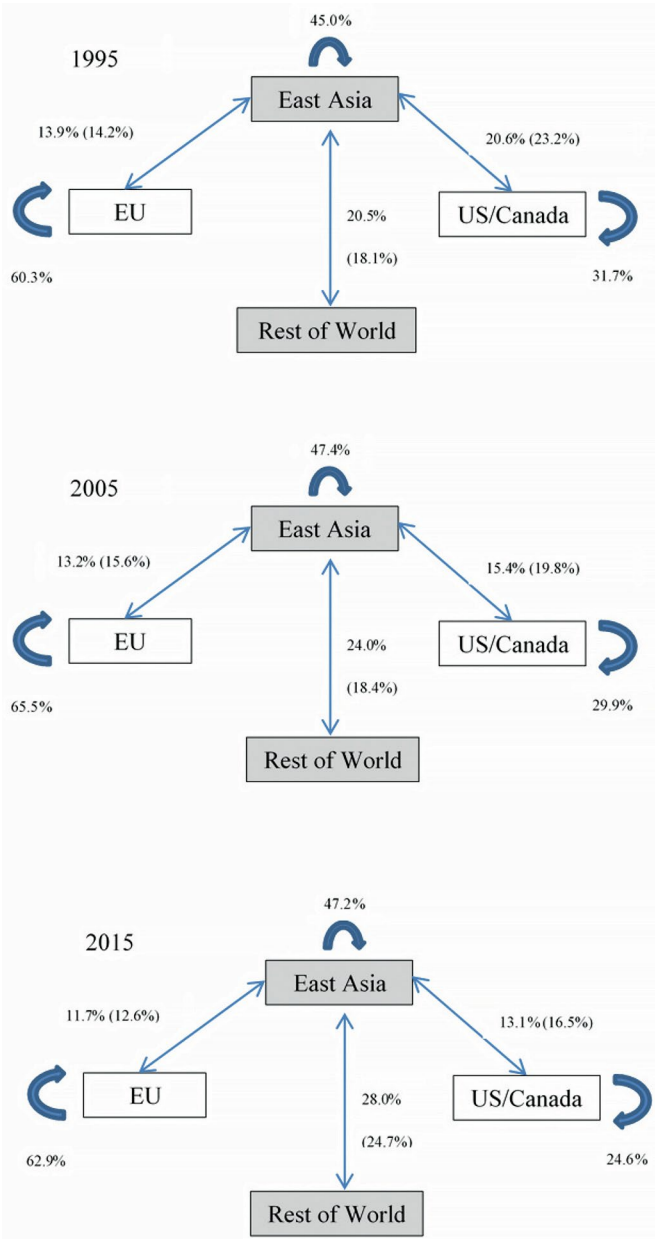 45.0%
1995
East Asia
13.9% (14.2%)
20.6% (23.2%)
EU
20.5%
US/Canada
(18.1%)
60.3%
31.7%
Rest of World
47.4%
2005
East Asia
13.2% (15.6%)
15.4% (19.8%)
EU
24.0%
US/Canada
(18.4%)
65.5%
29.9%
Rest of World
47.2%
2015
East Asia
11.7% (12.6%)
13.1% (16.5%)
EU
28.0%
US/Canada
(24.7%)
62.9%
24.6%
Rest of World